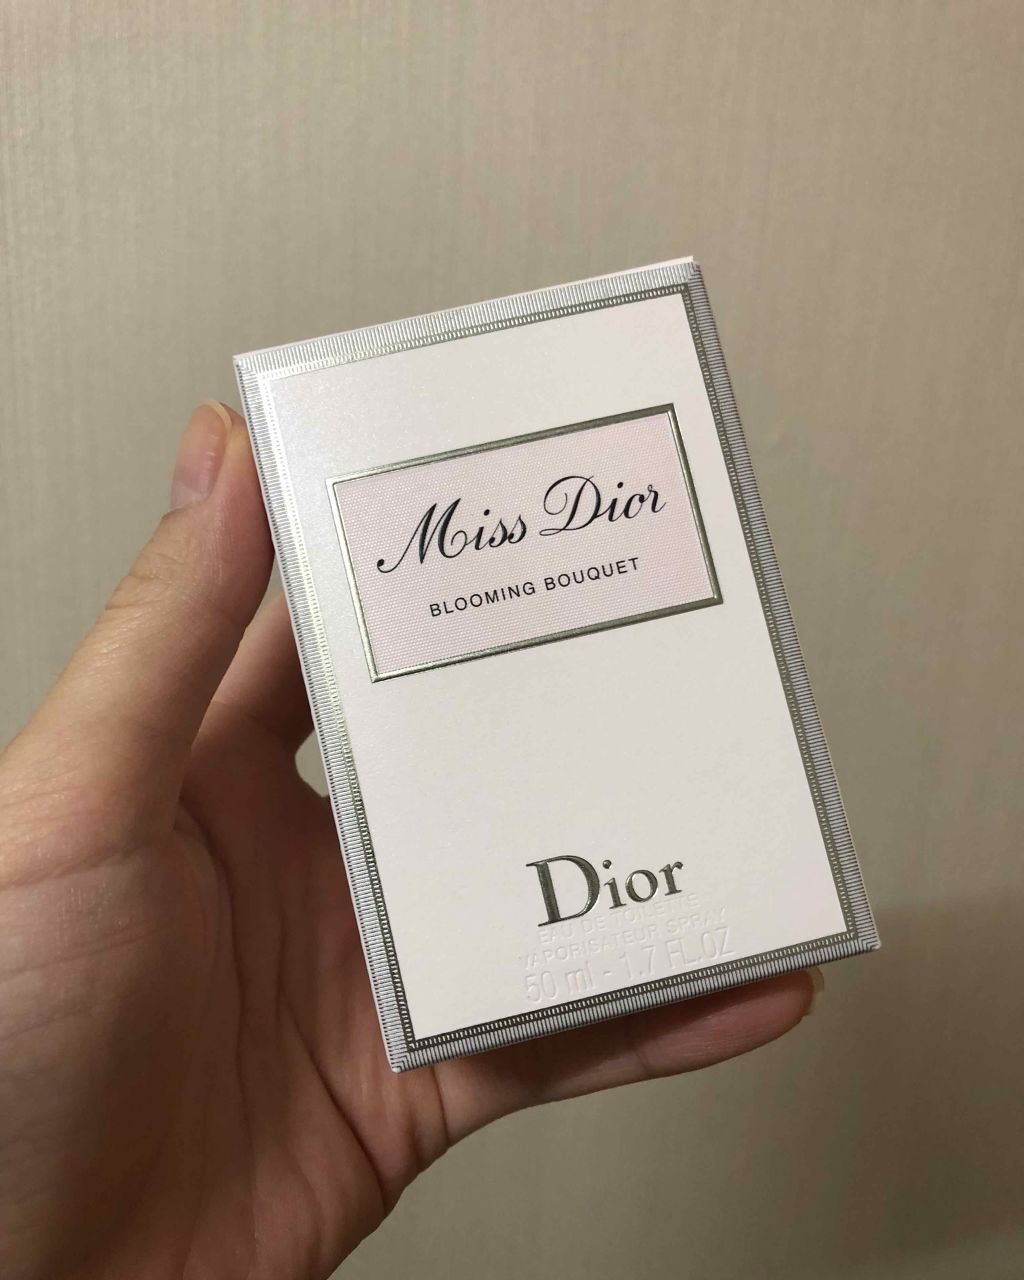 Miss Dior
BLOOMING BOUQUET
Dior
EAU DE TOILETTE
VAPORISATEUR SPRAY
50 ml - 1.7 FL.OZ